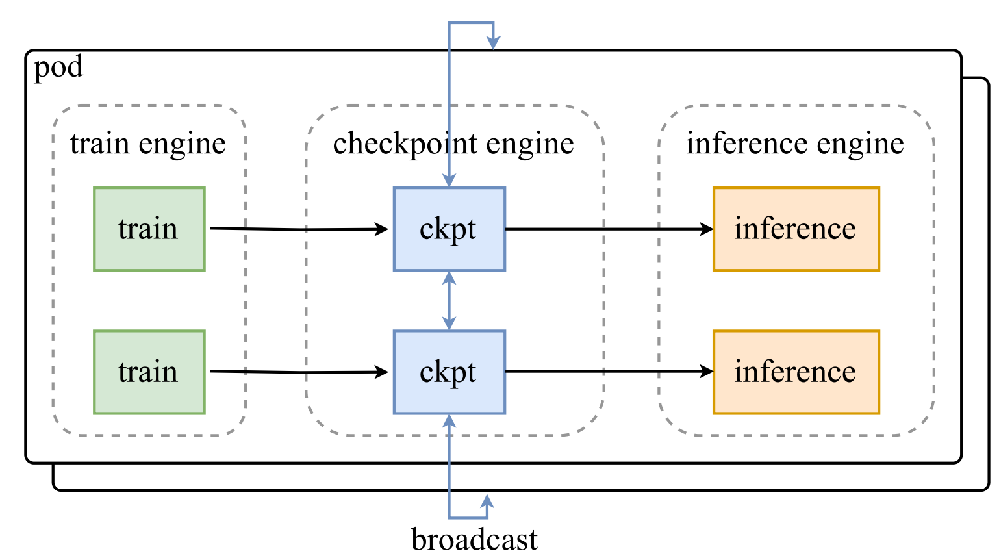 pod
train engine
checkpoint engine
inference engine
train
ckpt
inference
train
ckpt
inference
broadcast